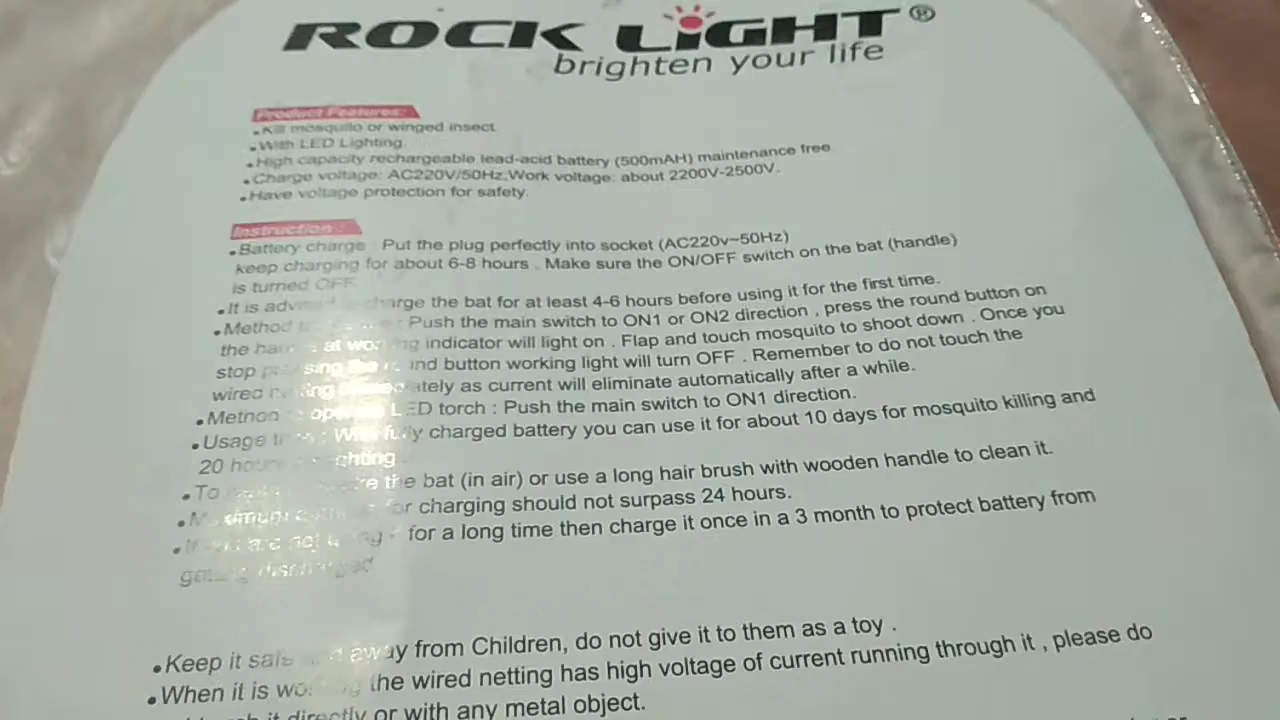 ROCK LIGHT®
brighten your life
Product Features:
•Kill mosquito or winged insect.
•With LED Lighting.
•High capacity rechargeable lead-acid battery (500mAH) maintenance free
•Charge voltage: AC220V/50Hz;Work voltage: about 2200V-2500V.
•Have voltage protection for safety.
Instruction :
•Battery charge : Put the plug perfectly into socket (AC220v~50Hz)
keep charging for about 6-8 hours . Make sure the ON/OFF switch on the bat (handle)
is turned OFF
•It is charge the bat for at least 4-6 hours before using it for the first time.
•Method : Push the main switch to ON1 or ON2 direction , press the round button on
the at indicator will light on . Flap and touch mosquito to shoot down . Once you
stop button working light will turn OFF . Remember to do not touch the
wired as current will eliminate automatically after a while.
• LED torch : Push the main switch to ON1 direction.
•Usage fully charged battery you can use it for about 10 days for mosquito killing and
20
•To the bat (in air) or use a long hair brush with wooden handle to clean it.
• for charging should not surpass 24 hours.
•If are not for a long time then charge it once in a 3 month to protect battery from
•Keep it away from Children, do not give it to them as a toy .
•When it is the wired netting has high voltage of current running through it , please do
it directly or with any metal object.